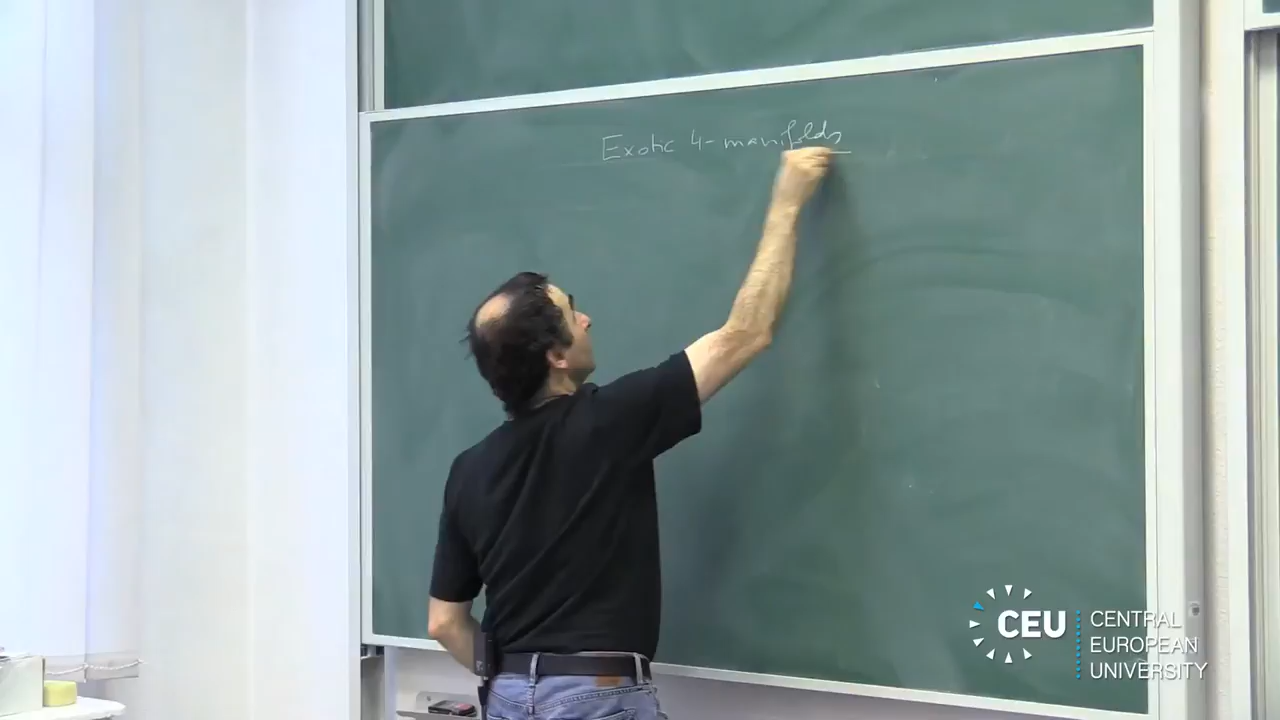 Exotic 4-manifolds
CEU
CENTRAL
EUROPEAN
UNIVERSITY